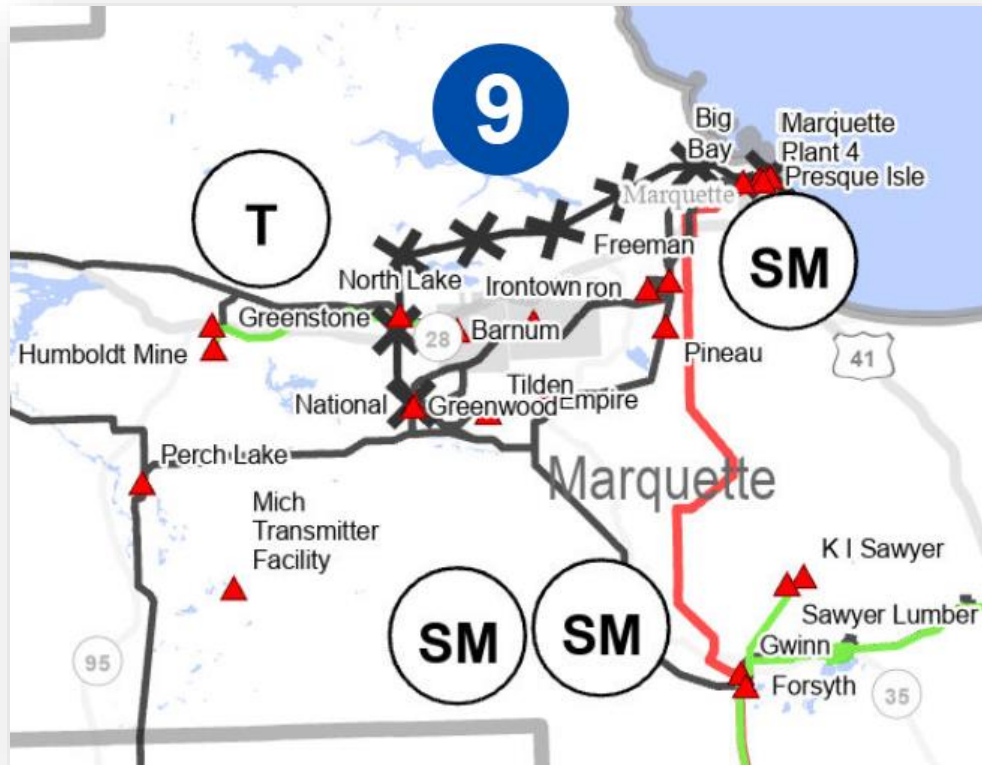 9
Big
Bay
Marquette
Plant 4
Presque Isle
Marquette
T
SM
Freeman
North Lake
Irontown
ron
Greenstone
28
Barnum
Humboldt Mine
Pineau
41
Tilden
National
Greenwood
Empire
Perch Lake
Marquette
Mich
Transmitter
Facility
K I Sawyer
SM
SM
Sawyer Lumber
Gwinn
95
Forsyth
35